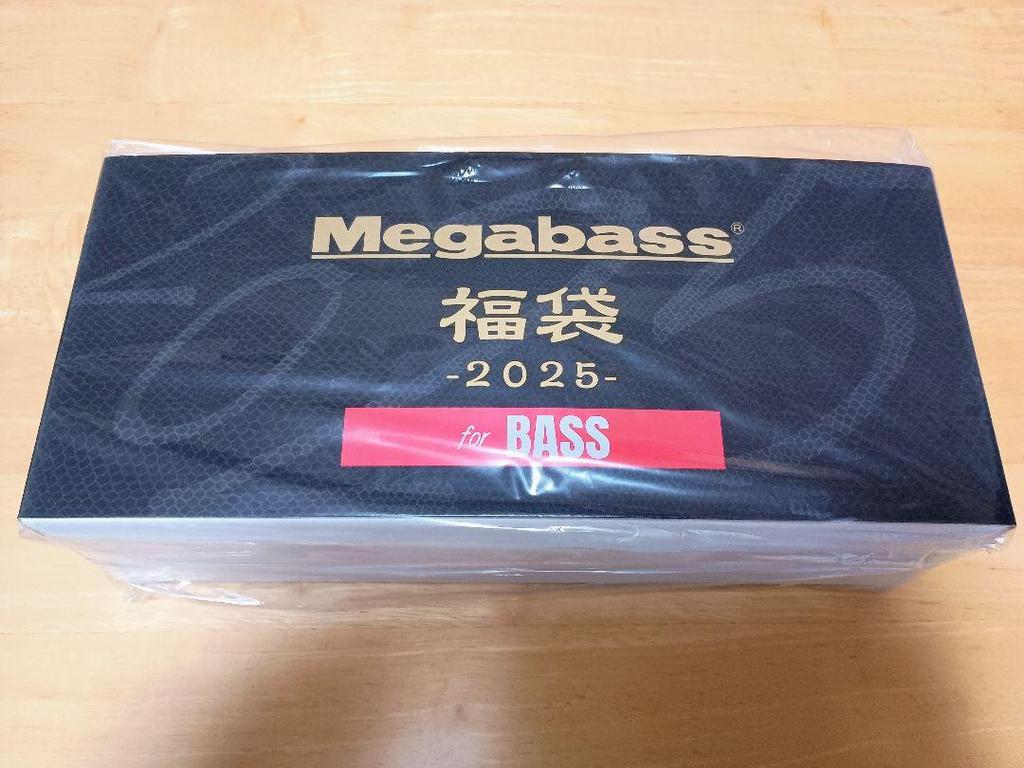 Megabass®
福袋
-2025-
for BASS